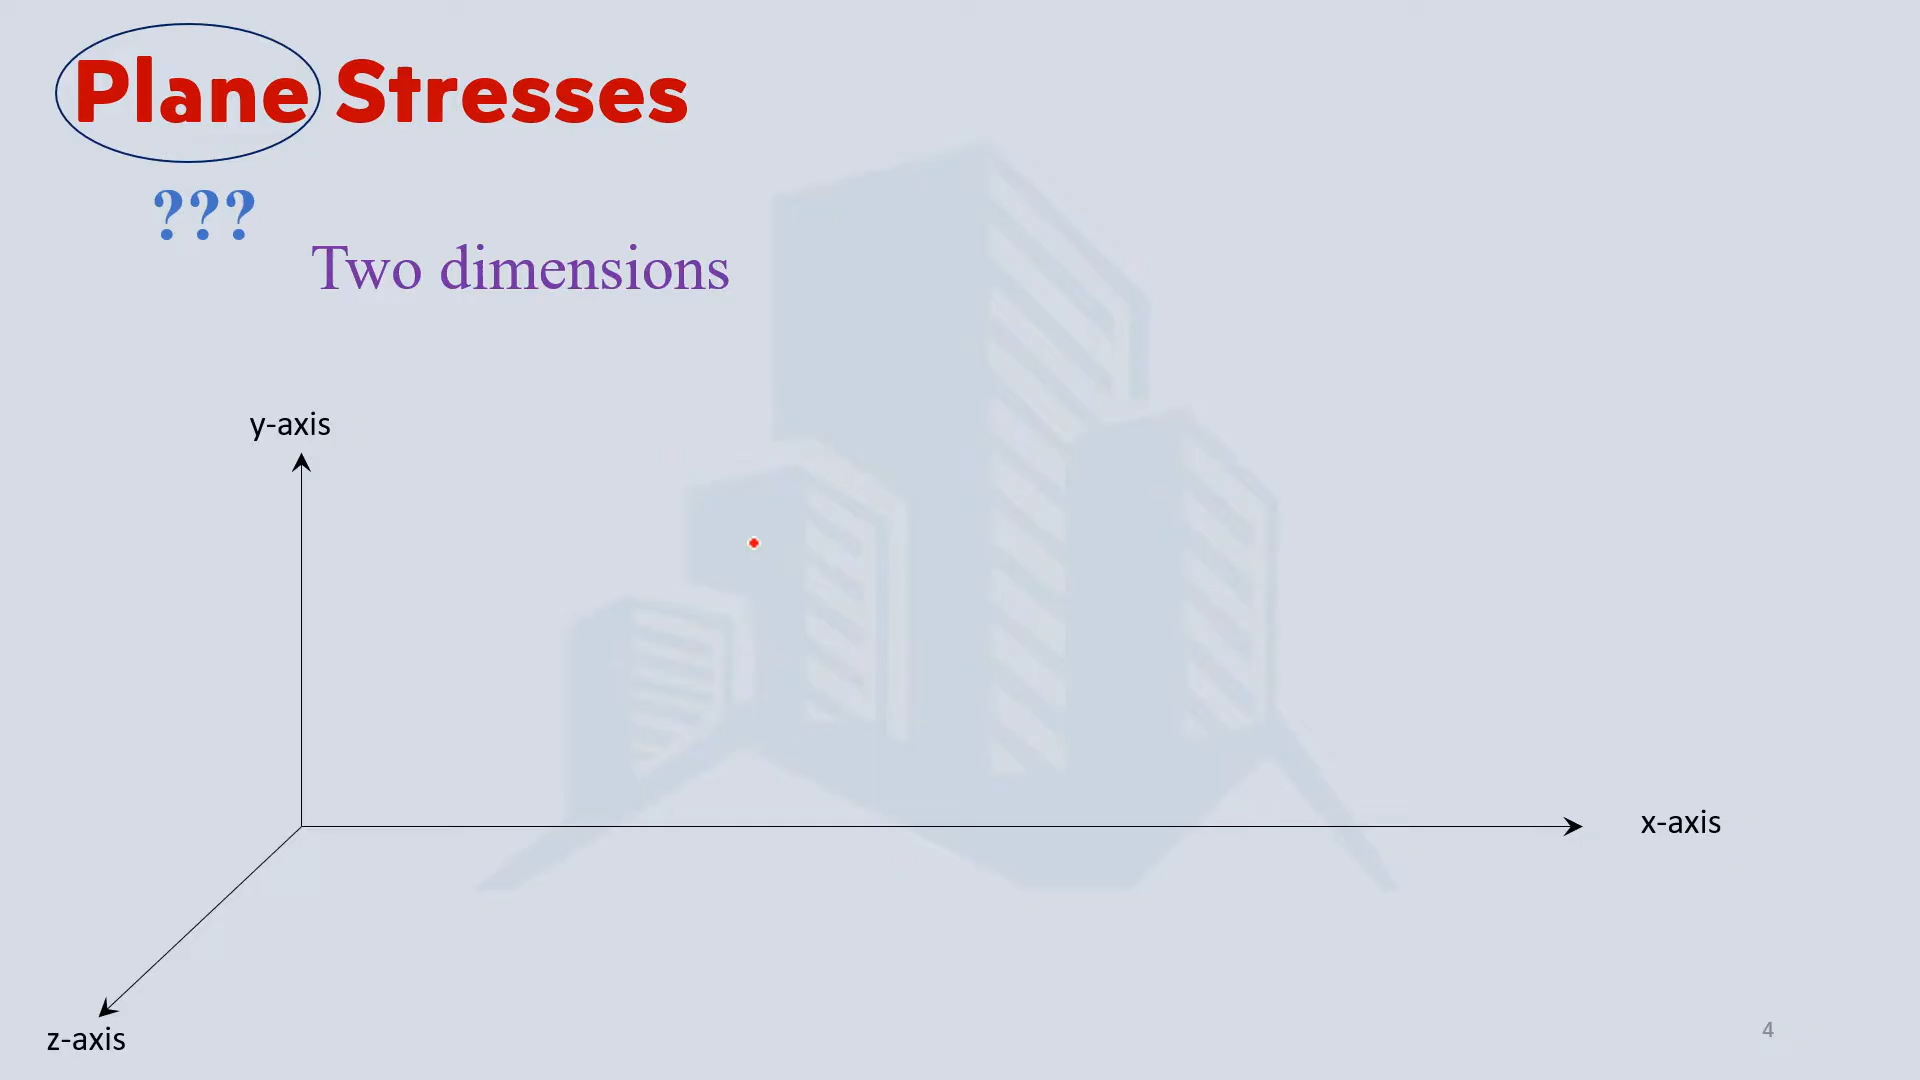 Plane Stresses
???
Two dimensions
y-axis
x-axis
z-axis
4